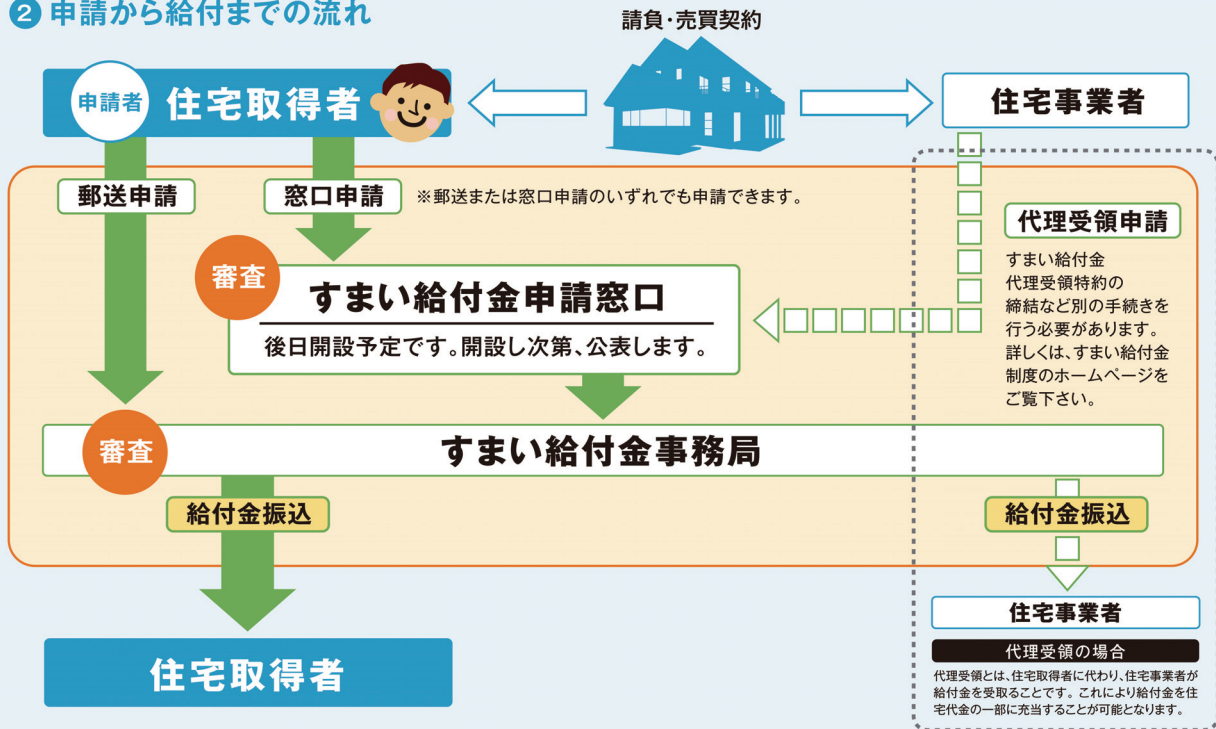 2 申請から給付までの流れ
請負・売買契約
申請者
住宅取得者
住宅事業者
郵送申請
窓口申請
※郵送または窓口申請のいずれでも申請できます。
代理受領申請
すまい給付金
代理受領特約の
締結など別の手続きを
行う必要があります。
詳しくは、すまい給付金
制度のホームページを
ご覧下さい。
審査
すまい給付金申請窓口
後日開設予定です。開設し次第、公表します。
審査
すまい給付金事務局
給付金振込
給付金振込
住宅取得者
住宅事業者
代理受領の場合
代理受領とは、住宅取得者に代わり、住宅事業者が
給付金を受取ることです。これにより給付金を住
宅代金の一部に充当することが可能となります。